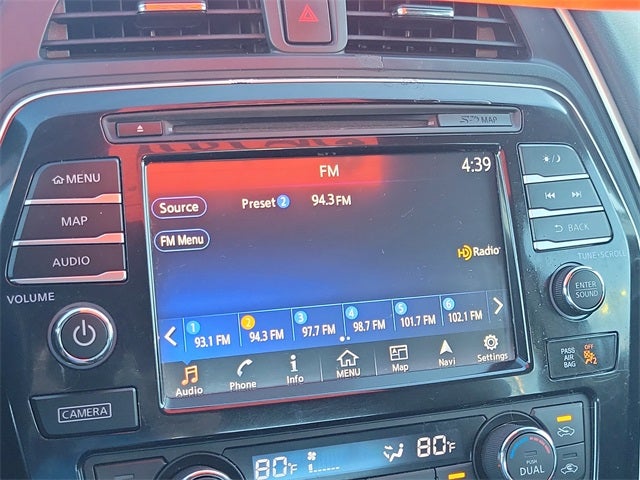 SD MAP
MENU
MAP
AUDIO
VOLUME
CAMERA
FM
4:39
Source
Preset 2 94.3 FM
FM Menu
HD Radio
1 2 3 4 5 6
93.1 FM 94.3 FM 97.7 FM 98.7 FM 101.7 FM 102.1 FM
Audio Phone Info MENU Map Navi Settings
BACK
TUNE·SCROLL
ENTER
SOUND
PASS
AIR
BAG
OFF
2
80°F 80°F
PUSH
DUAL